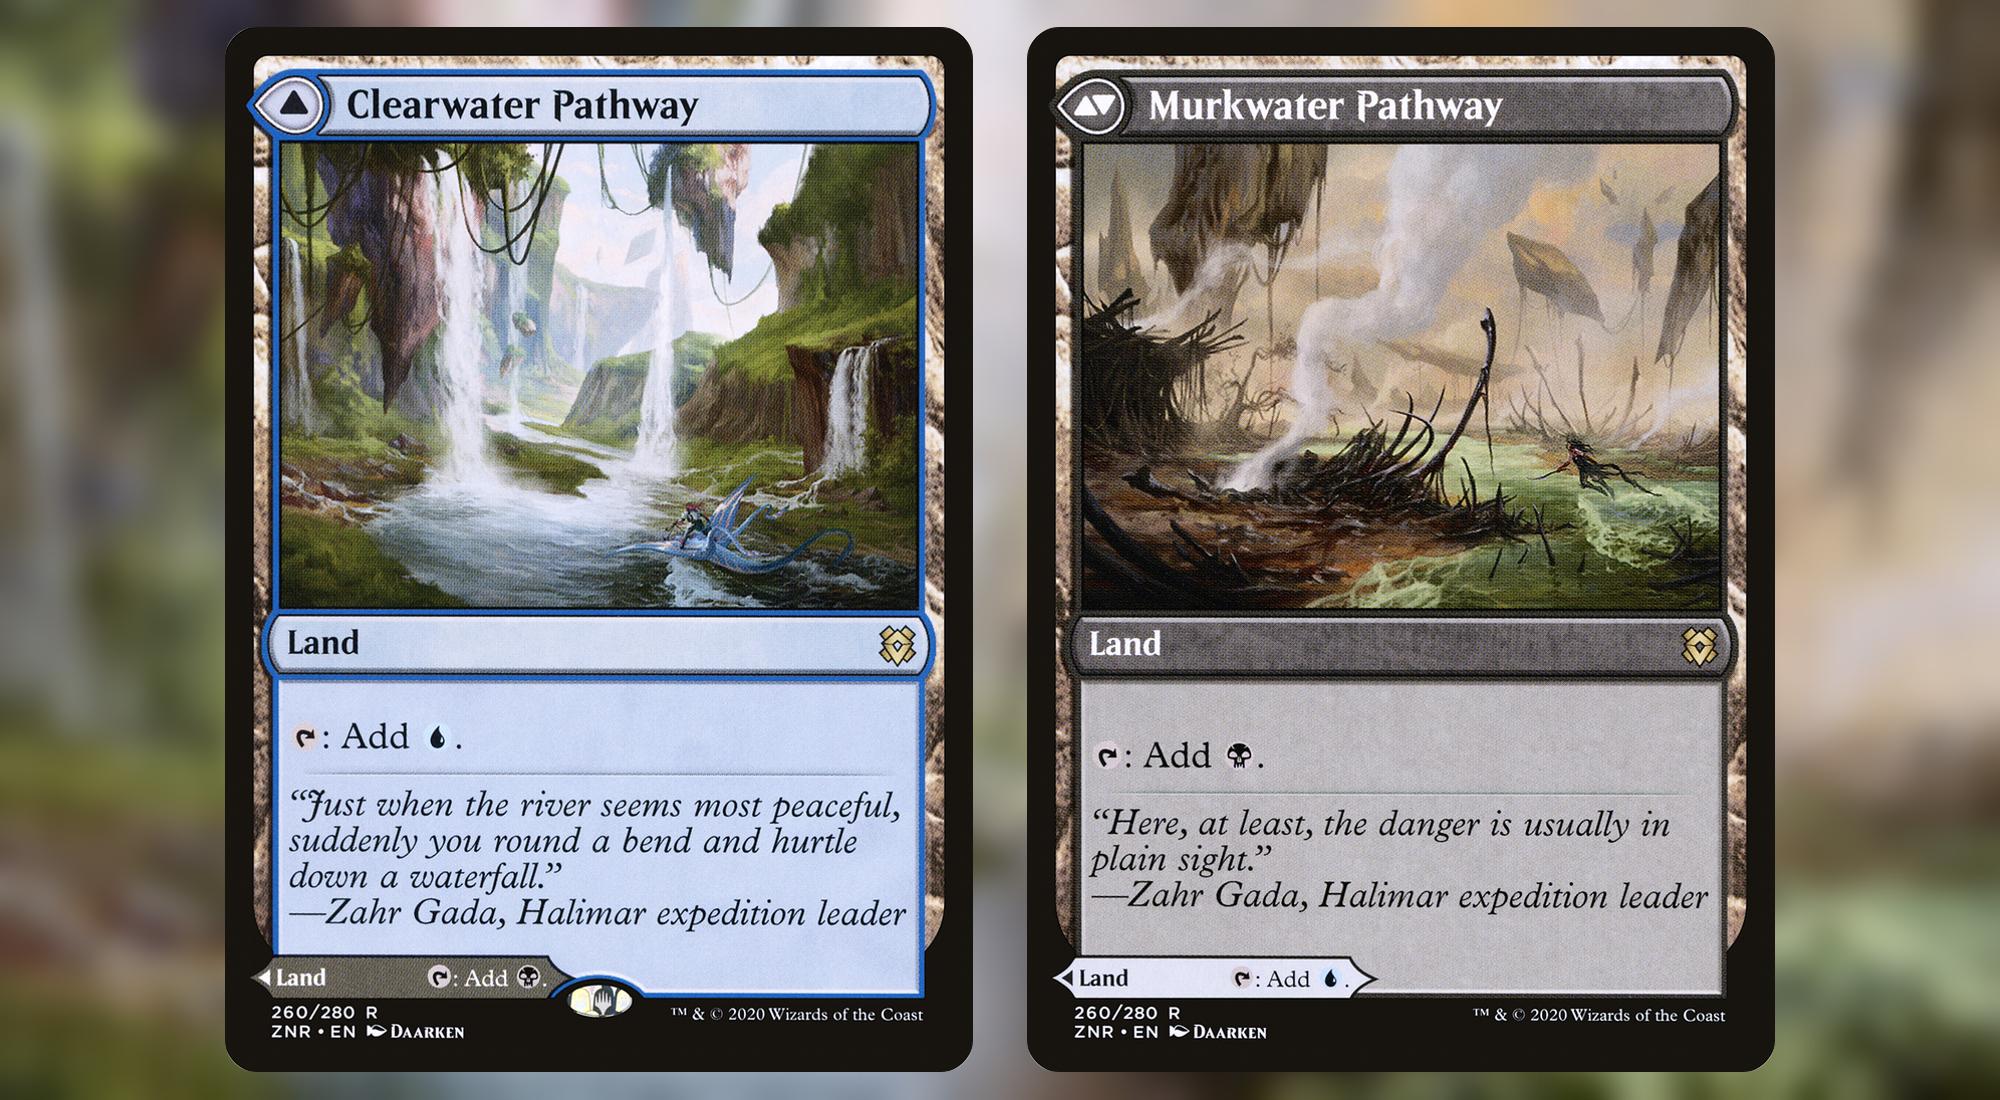 Clearwater Pathway
Land
: Add .
“Just when the river seems most peaceful,
suddenly you round a bend and hurtle
down a waterfall.”
—Zahr Gada, Halimar expedition leader
Land : Add .
260/280 R
ZNR • EN DAARKEN
™ & © 2020 Wizards of the Coast
Murkwater Pathway
Land
: Add .
“Here, at least, the danger is usually in
plain sight.”
—Zahr Gada, Halimar expedition leader
Land : Add .
260/280 R
ZNR • EN DAARKEN
™ & © 2020 Wizards of the Coast